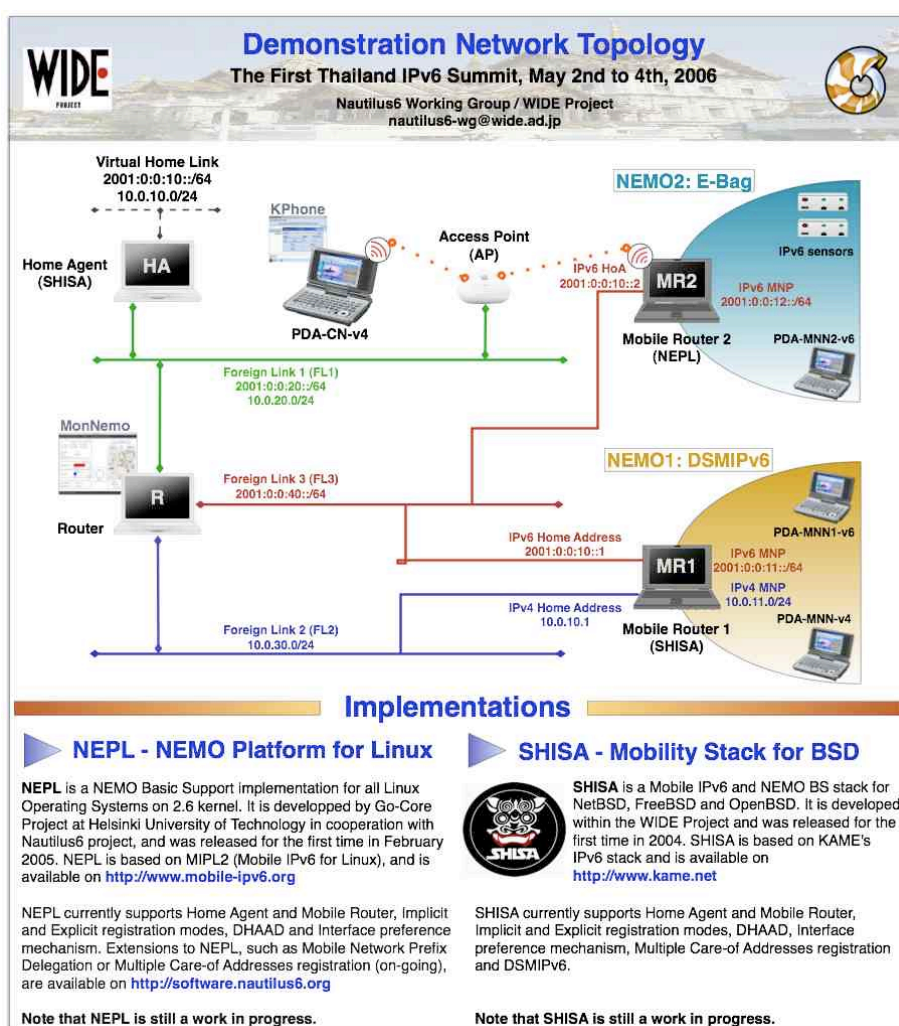 WIDE
PROJECT
Demonstration Network Topology
The First Thailand IPv6 Summit, May 2nd to 4th, 2006
Nautilus6 Working Group / WIDE Project
nautilus6-wg@wide.ad.jp
Virtual Home Link
2001:0:0:10::/64
10.0.10.0/24
Home Agent
(SHISA)
HA
KPhone
PDA-CN-v4
Access Point
(AP)
NEMO2: E-Bag
IPv6 sensors
IPv6 HoA
2001:0:0:10::2
MR2
IPv6 MNP
2001:0:0:12::/64
Mobile Router 2
(NEPL)
PDA-MNN2-v6
Foreign Link 1 (FL1)
2001:0:0:20::/64
10.0.20.0/24
MonNemo
R
Router
Foreign Link 3 (FL3)
2001:0:0:40::/64
NEMO1: DSMIPv6
PDA-MNN1-v6
IPv6 Home Address
2001:0:0:10::1
MR1
IPv6 MNP
2001:0:0:11::/64
IPv4 MNP
10.0.11.0/24
IPv4 Home Address
10.0.10.1
Mobile Router 1
(SHISA)
PDA-MNN-v4
Foreign Link 2 (FL2)
10.0.30.0/24
Implementations
NEPL - NEMO Platform for Linux
NEPL is a NEMO Basic Support implementation for all Linux
Operating Systems on 2.6 kernel. It is developped by Go-Core
Project at Helsinki University of Technology in cooperation with
Nautilus6 project, and was released for the first time in February
2005. NEPL is based on MIPL2 (Mobile IPv6 for Linux), and is
available on http://www.mobile-ipv6.org
NEPL currently supports Home Agent and Mobile Router, Implicit
and Explicit registration modes, DHAAD and Interface preference
mechanism. Extensions to NEPL, such as Mobile Network Prefix
Delegation or Multiple Care-of Addresses registration (on-going),
are available on http://software.nautilus6.org
Note that NEPL is still a work in progress.
SHISA - Mobility Stack for BSD
SHISA
SHISA is a Mobile IPv6 and NEMO BS stack for
NetBSD, FreeBSD and OpenBSD. It is developed
within the WIDE Project and was released for the
first time in 2004. SHISA is based on KAME's
IPv6 stack and is available on
http://www.kame.net
SHISA currently supports Home Agent and Mobile Router,
Implicit and Explicit registration modes, DHAAD, Interface
preference mechanism, Multiple Care-of Addresses registration
and DSMIPv6.
Note that SHISA is still a work in progress.